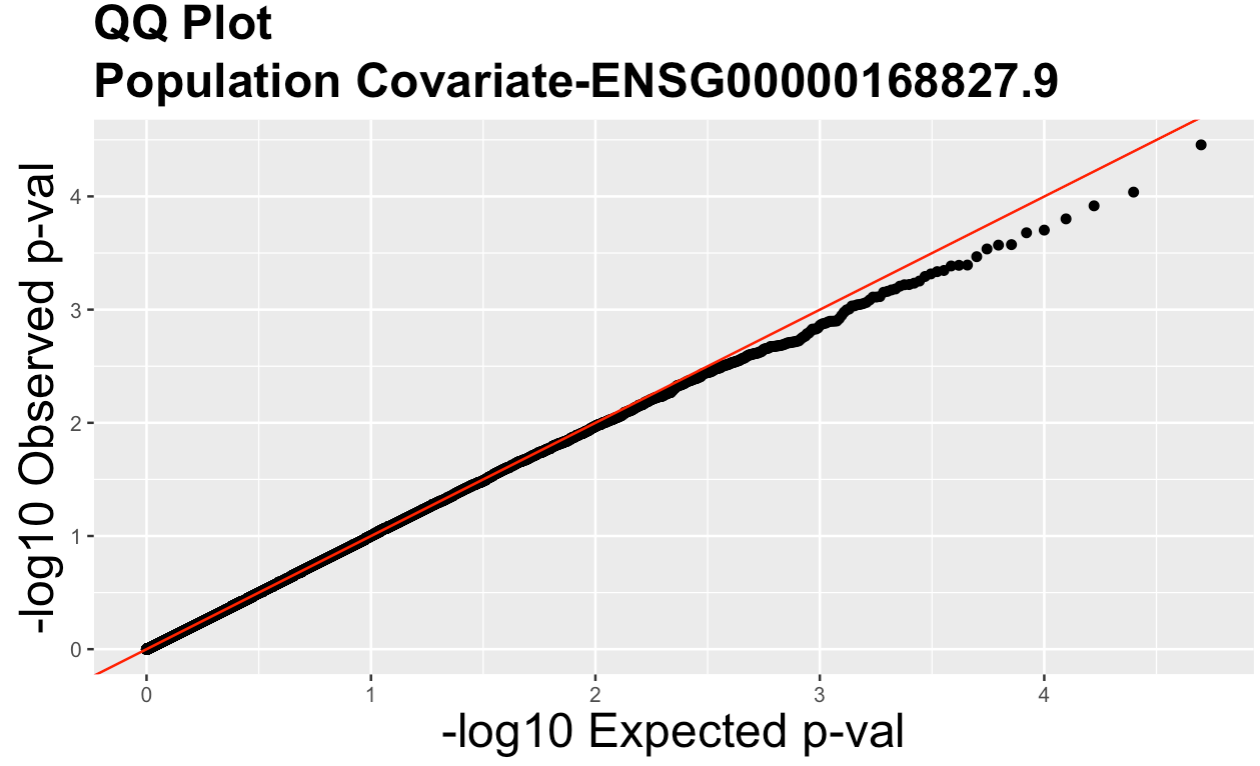 QQ Plot
Population Covariate-ENSG00000168827.9
-log10 Observed p-val
4
3
2
1
0
0 1 2 3 4
-log10 Expected p-val